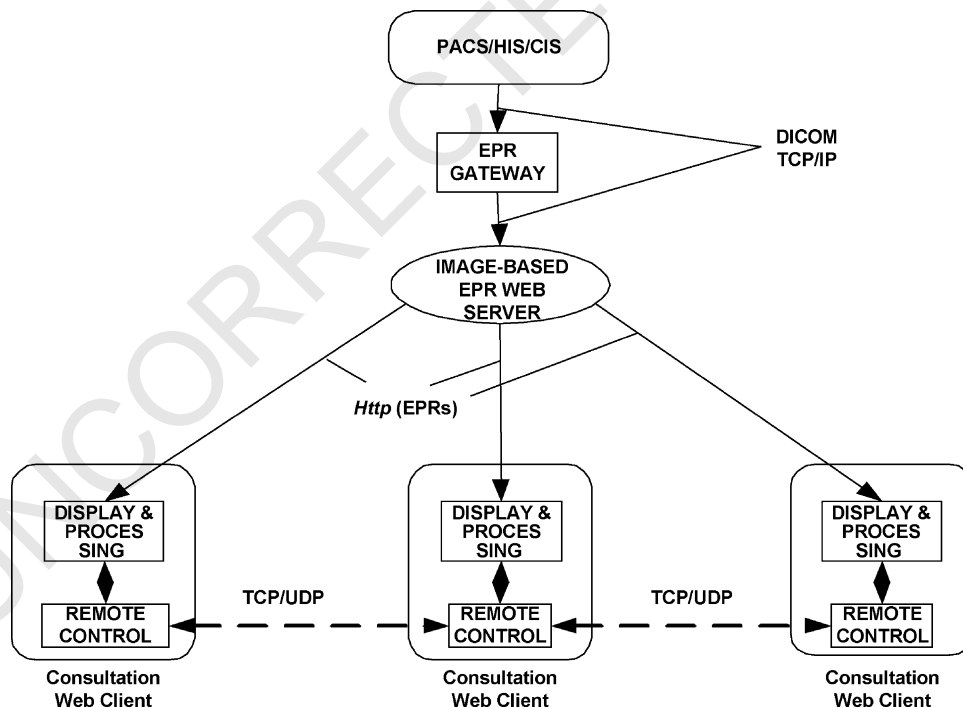 PACS/HIS/CIS
EPR
GATEWAY
DICOM
TCP/IP
IMAGE-BASED
EPR WEB
SERVER
Http (EPRs)
DISPLAY &
PROCES
SING
DISPLAY &
PROCES
SING
DISPLAY &
PROCES
SING
TCP/UDP
TCP/UDP
REMOTE
CONTROL
REMOTE
CONTROL
REMOTE
CONTROL
Consultation
Web Client
Consultation
Web Client
Consultation
Web Client
UNCORRECTE